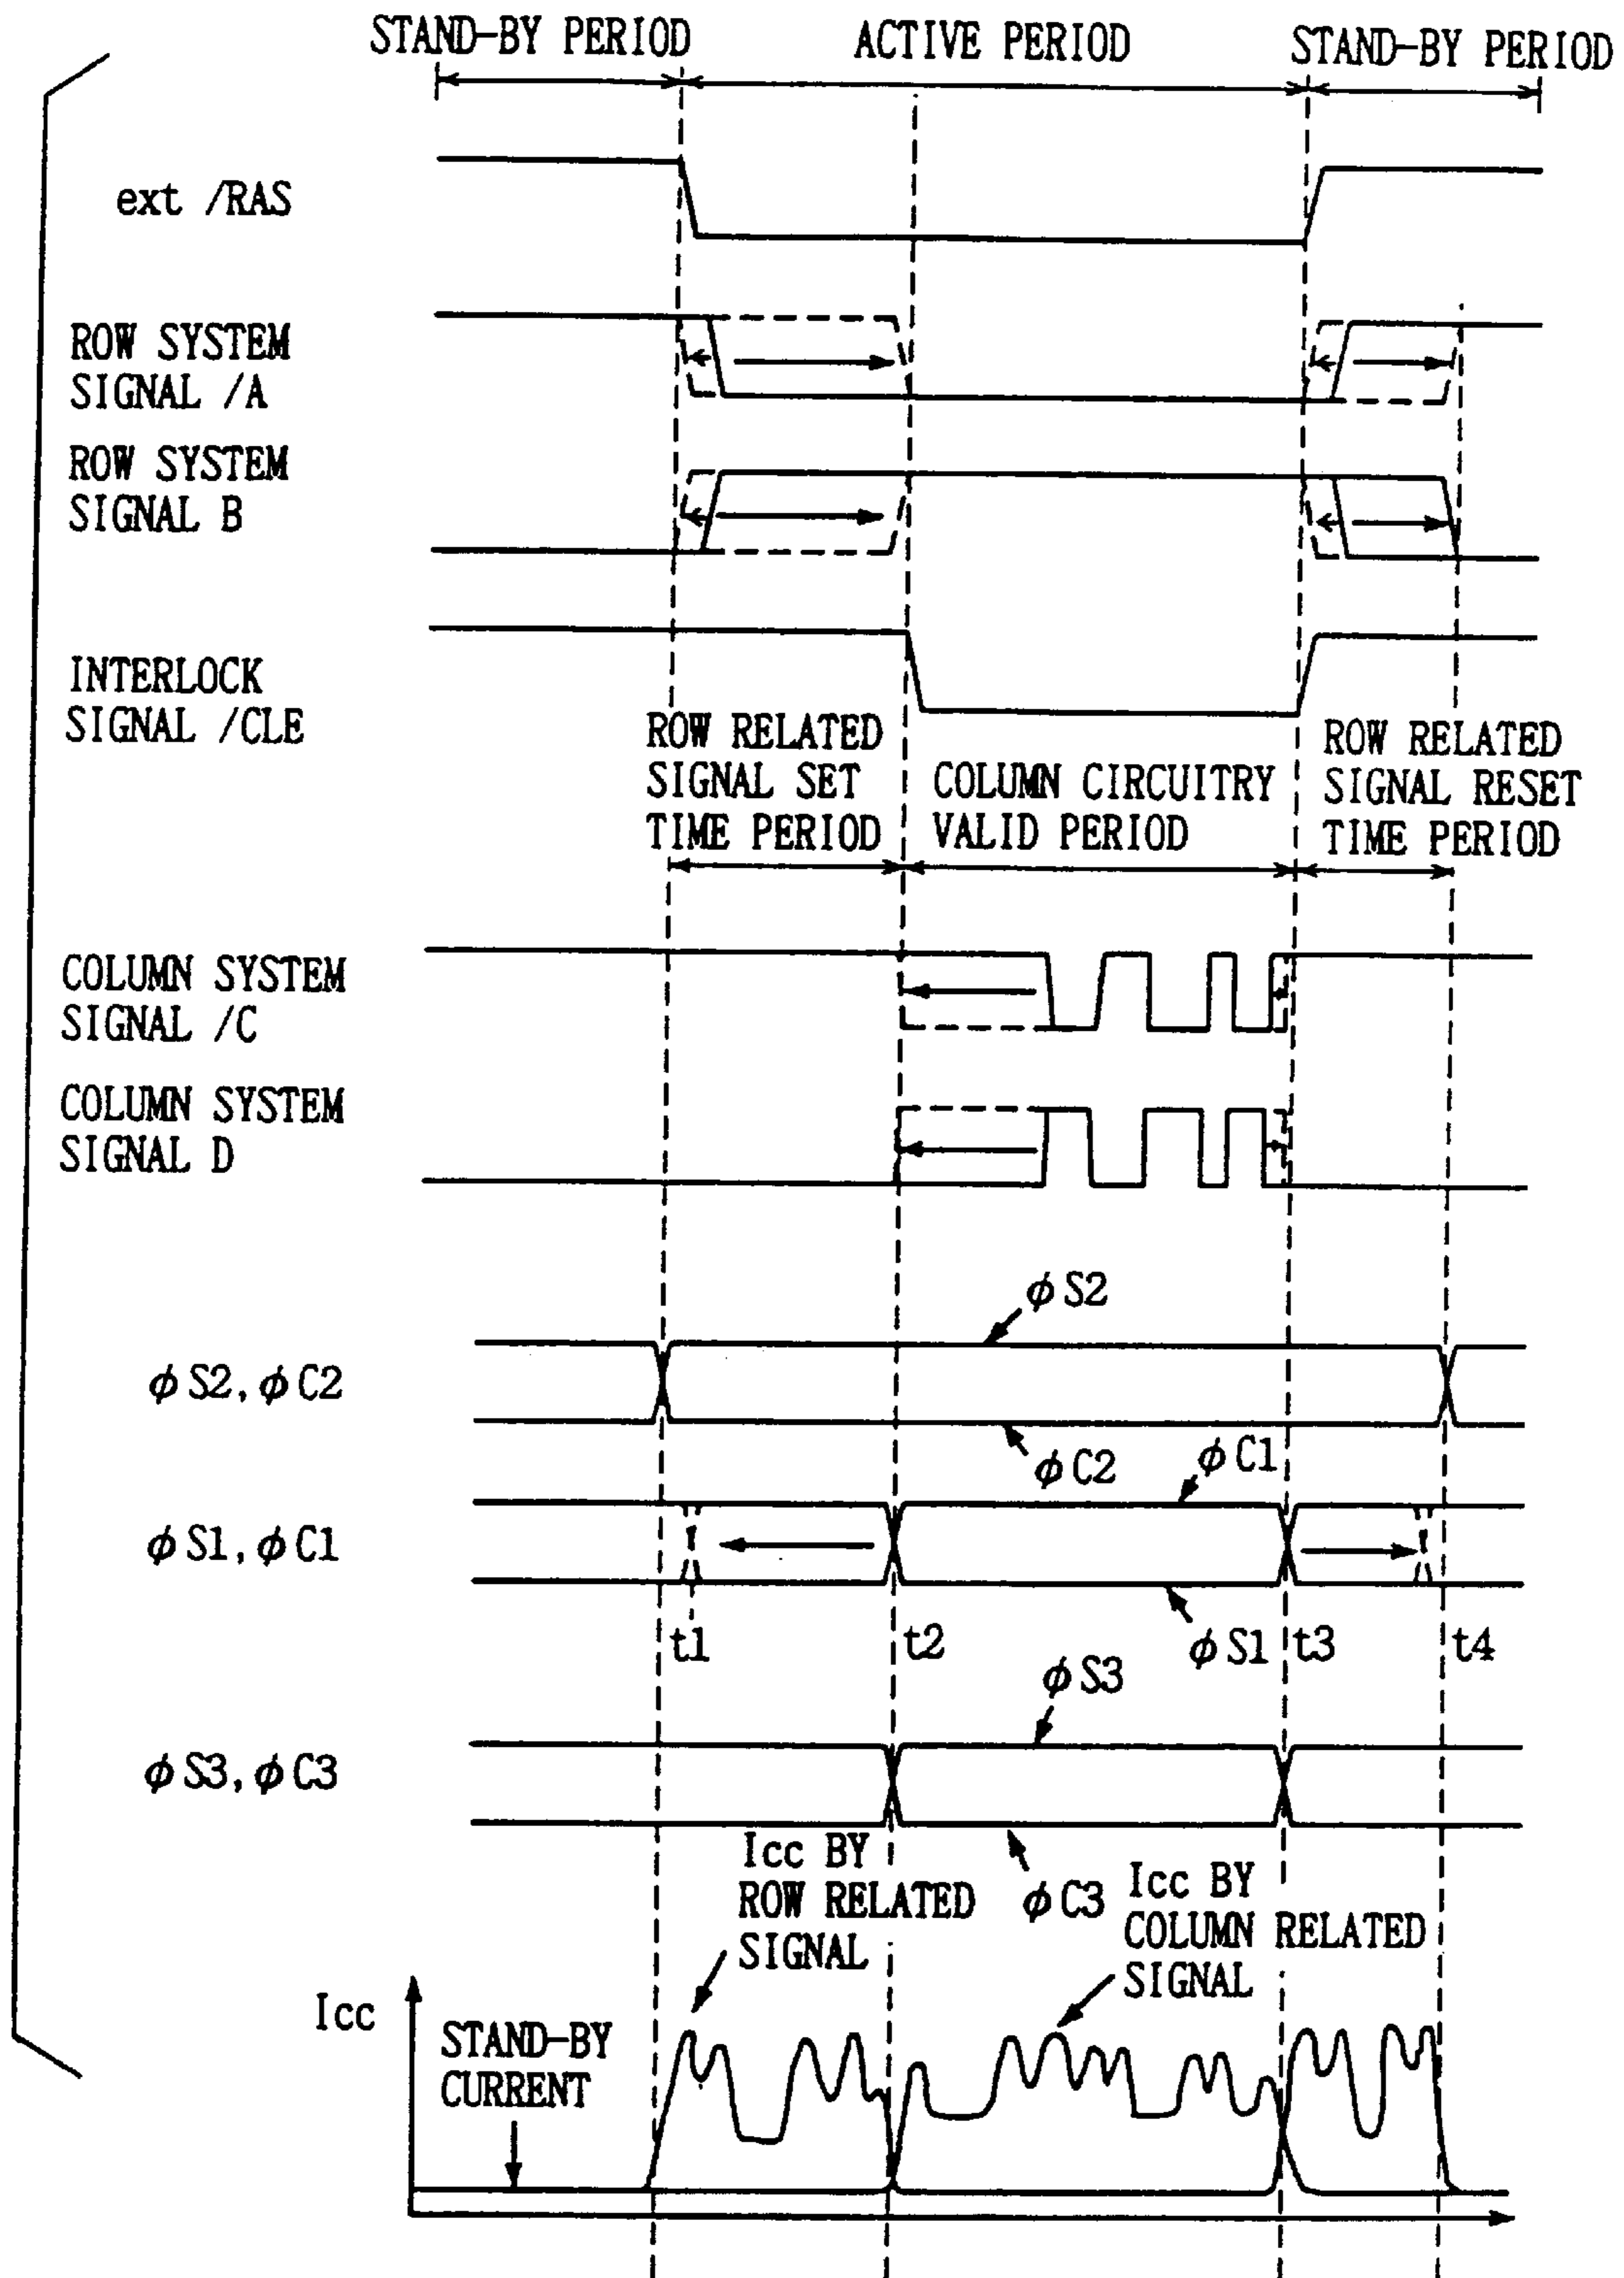 STAND-BY PERIOD
ACTIVE PERIOD
STAND-BY PERIOD
ext /RAS
ROW SYSTEM
SIGNAL /A
ROW SYSTEM
SIGNAL B
INTERLOCK
SIGNAL /CLE
ROW RELATED
SIGNAL SET
TIME PERIOD
COLUMN CIRCUITRY
VALID PERIOD
ROW RELATED
SIGNAL RESET
TIME PERIOD
COLUMN SYSTEM
SIGNAL /C
COLUMN SYSTEM
SIGNAL D
ϕS2
ϕS2, ϕC2
ϕC2
ϕC1
ϕS1, ϕC1
t1
t2
ϕS1
t3
t4
ϕS3
ϕS3, ϕC3
ϕC3
Icc BY
ROW RELATED
SIGNAL
Icc BY
COLUMN RELATED
SIGNAL
Icc
STAND-BY
CURRENT